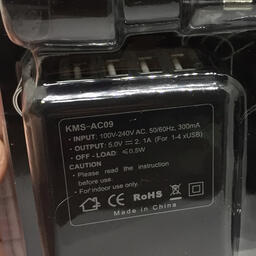 KMS-AC09
• INPUT: 100V-240V AC, 50/60Hz, 300mA
• OUTPUT: 5.0V ⎓ 2.1A (For 1-4 xUSB)
• OFF - LOAD: ≤0.5W
CAUTION
• Please read the instruction
before use.
• For indoor use only.
CE RoHS
Made in China